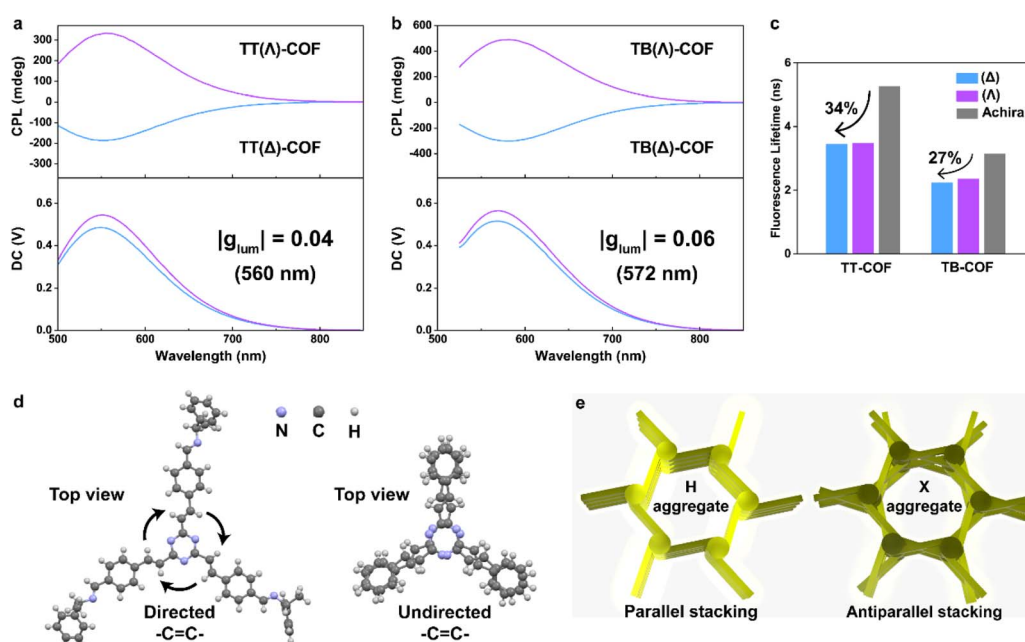 a
300
200
100
0
-100
-200
-300
CPL (mdeg)
TT(Λ)-COF
TT(Δ)-COF
0.6
0.4
0.2
0.0
DC (V)
|glum| = 0.04
(560 nm)
500 600 700 800
Wavelength (nm)
b
600
400
200
0
-200
-400
CPL (mdeg)
TB(Λ)-COF
TB(Δ)-COF
0.6
0.4
0.2
0.0
DC (V)
|glum| = 0.06
(572 nm)
500 600 700 800
Wavelength (nm)
c
6
4
2
0
Fluorescence Lifetime (ns)
34%
27%
(Δ)
(Λ)
Achira
TT-COF TB-COF
d
N C H
Top view
Directed
-C=C-
Top view
Undirected
-C=C-
e
H
aggregate
Parallel stacking
X
aggregate
Antiparallel stacking